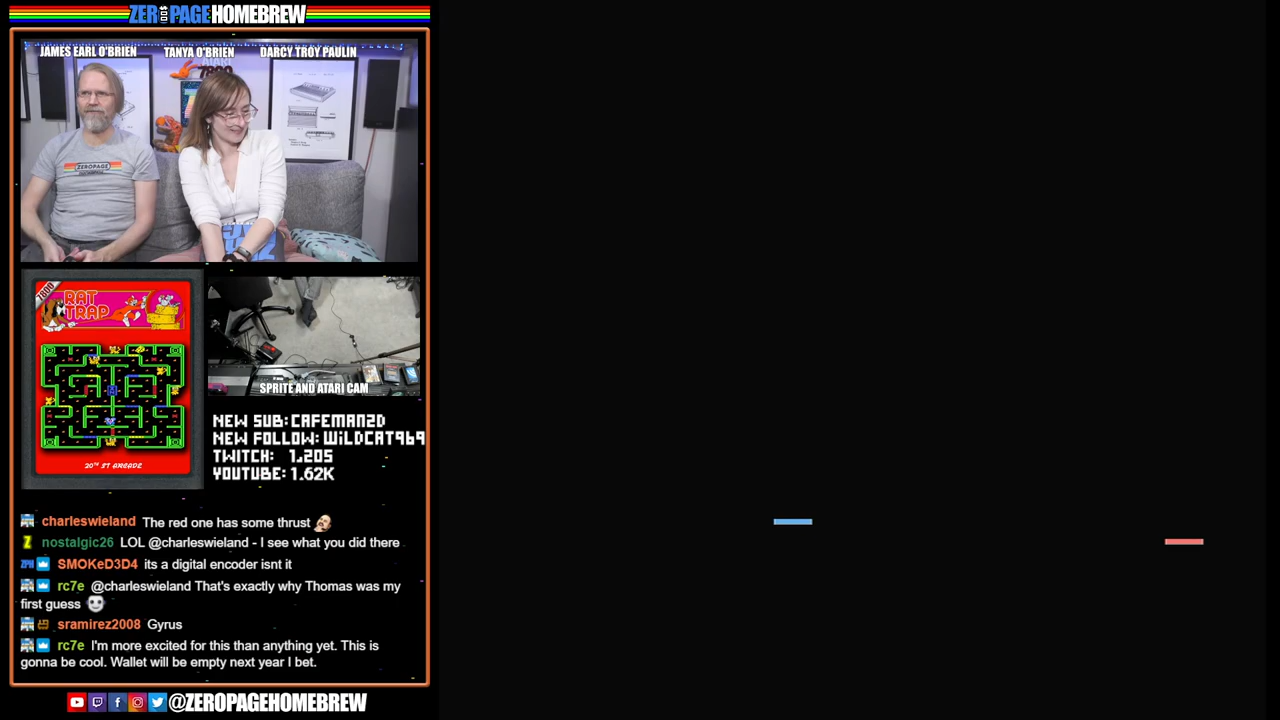 ZEROPAGE HOMEBREW
JAMES EARL O'BRIEN TANYA O'BRIEN DARCY TROY PAULIN
ATARI
ZEROPAGE
7800
RAT
TRAP
20TH ST ARCADE
SPRITE AND ATARI CAM
NEW SUB: CAFEMAN2D
NEW FOLLOW: WILDCAT969
TWITCH: 1,205
YOUTUBE: 1.62K
charleswieland The red one has some thrust
nostalgic26 LOL @charleswieland - I see what you did there
SMOKeD3D4 its a digital encoder isnt it
rc7e @charleswieland That's exactly why Thomas was my
first guess
sramirez2008 Gyrus
rc7e I'm more excited for this than anything yet. This is
gonna be cool. Wallet will be empty next year I bet.
@ZEROPAGEHOMEBREW